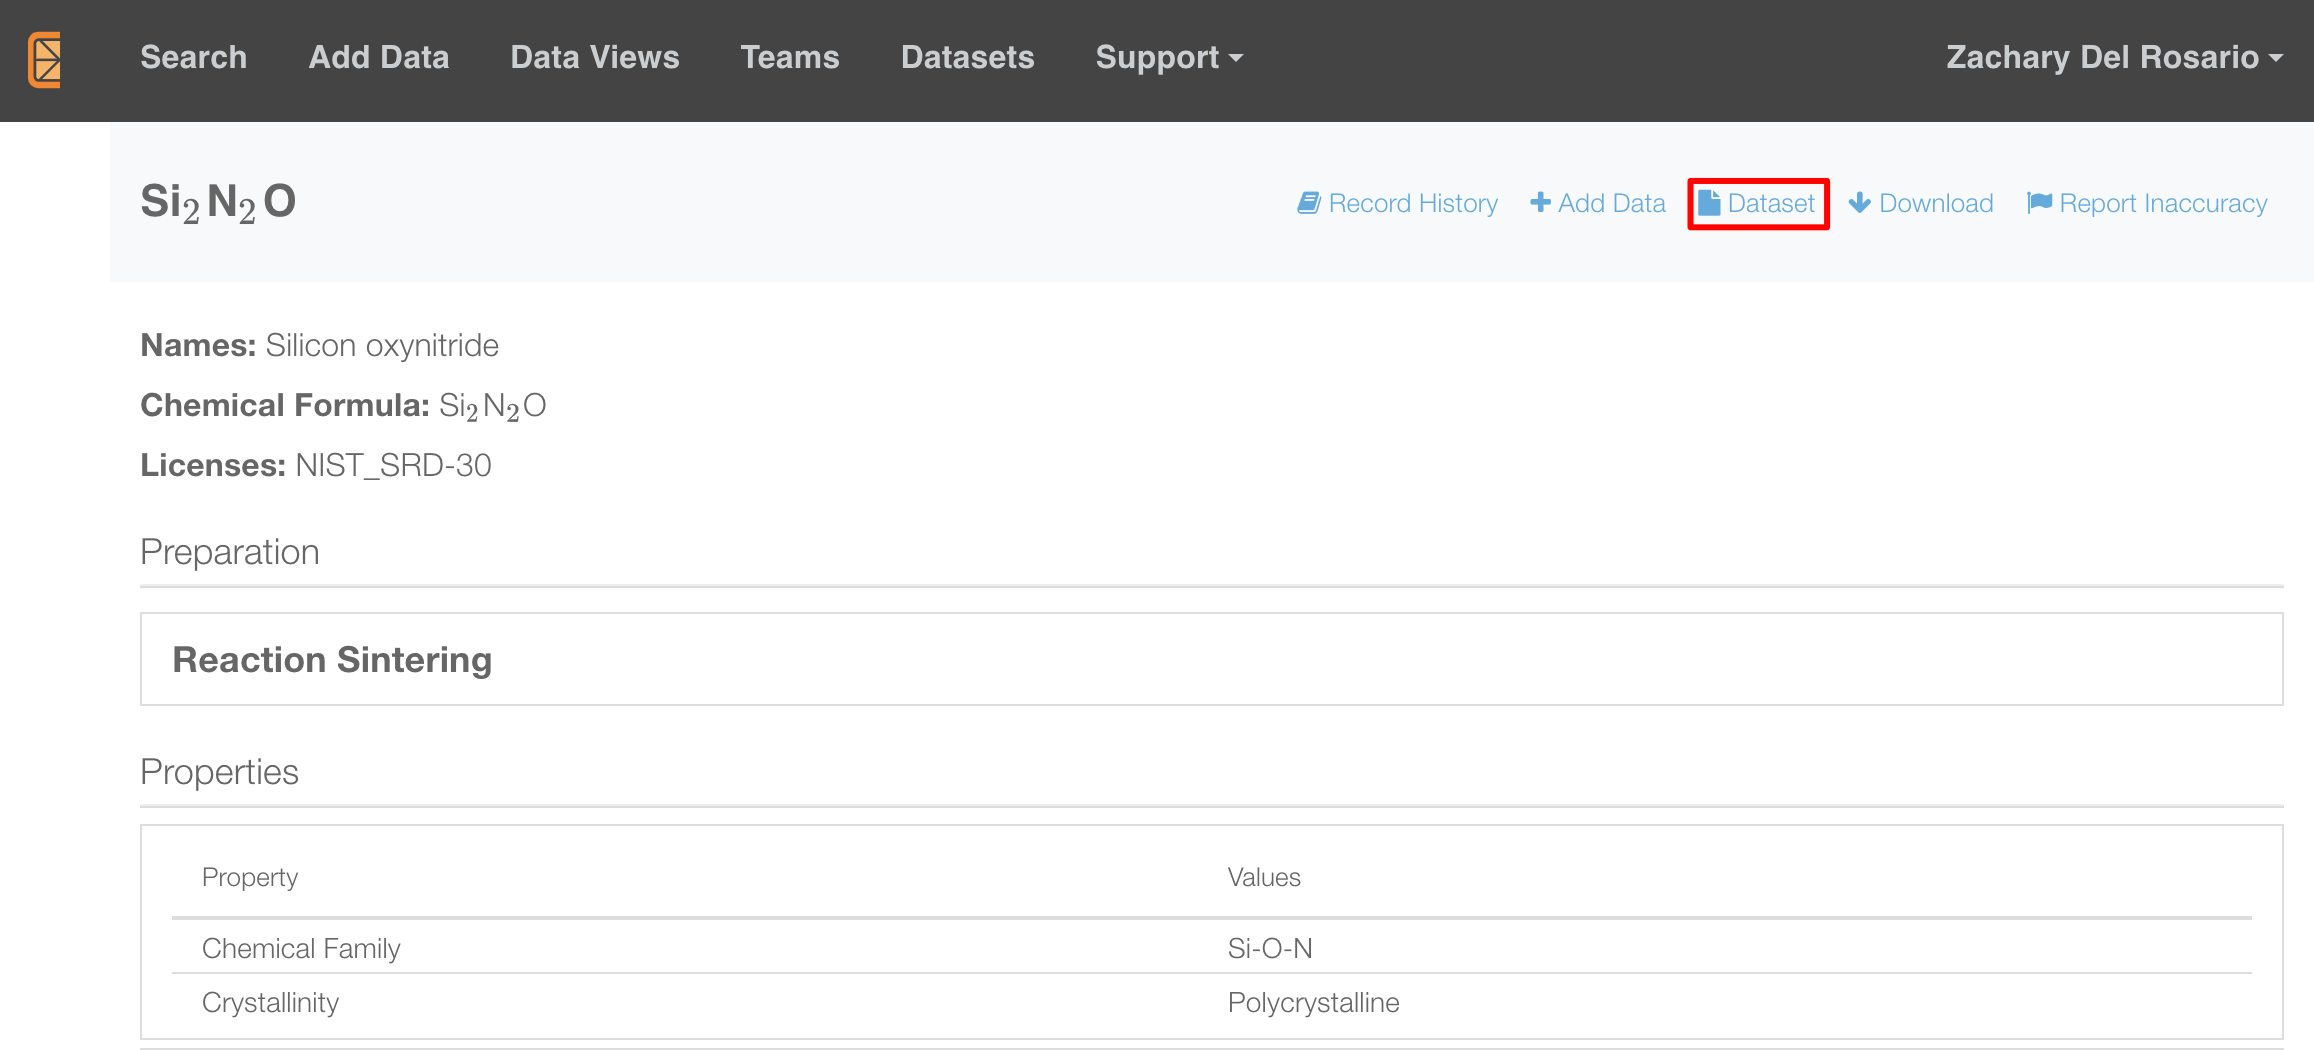 Search Add Data Data Views Teams Datasets Support Zachary Del Rosario
Si2N2O Record History Add Data Dataset Download Report Inaccuracy
Names: Silicon oxynitride
Chemical Formula: Si2N2O
Licenses: NIST_SRD-30
Preparation
Reaction Sintering
Properties
Property Values
Chemical Family Si-O-N
Crystallinity Polycrystalline